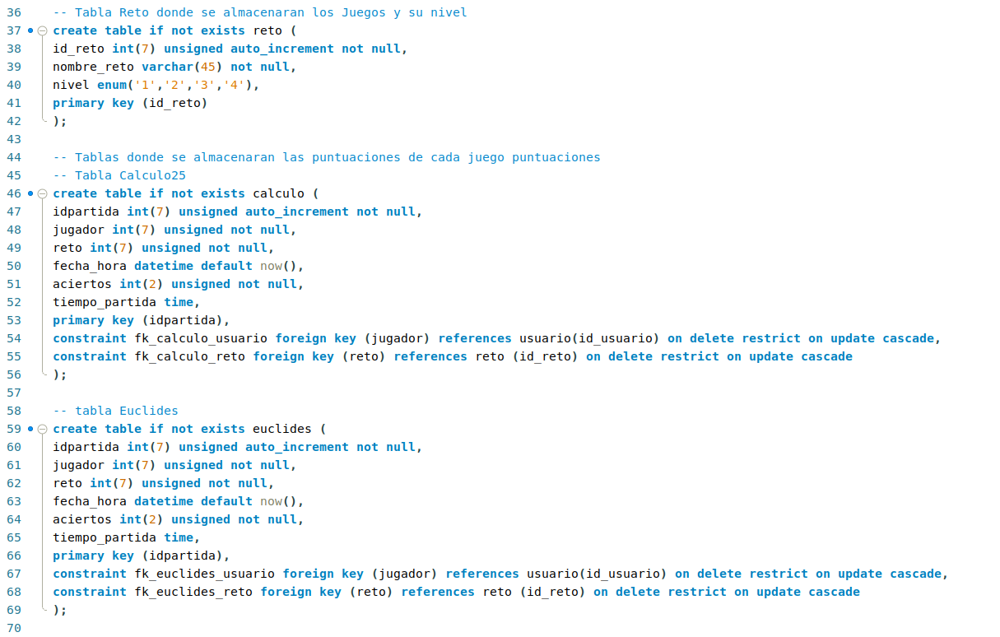 36 -- Tabla Reto donde se almacenaran los Juegos y su nivel
37 create table if not exists reto (
38 id_reto int(7) unsigned auto_increment not null,
39 nombre_reto varchar(45) not null,
40 nivel enum('1','2','3','4'),
41 primary key (id_reto)
42 );
43
44 -- Tablas donde se almacenaran las puntuaciones de cada juego puntuaciones
45 -- Tabla Calculo25
46 create table if not exists calculo (
47 idpartida int(7) unsigned auto_increment not null,
48 jugador int(7) unsigned not null,
49 reto int(7) unsigned not null,
50 fecha_hora datetime default now(),
51 aciertos int(2) unsigned not null,
52 tiempo_partida time,
53 primary key (idpartida),
54 constraint fk_calculo_usuario foreign key (jugador) references usuario(id_usuario) on delete restrict on update cascade,
55 constraint fk_calculo_reto foreign key (reto) references reto (id_reto) on delete restrict on update cascade
56 );
57
58 -- tabla Euclides
59 create table if not exists euclides (
60 idpartida int(7) unsigned auto_increment not null,
61 jugador int(7) unsigned not null,
62 reto int(7) unsigned not null,
63 fecha_hora datetime default now(),
64 aciertos int(2) unsigned not null,
65 tiempo_partida time,
66 primary key (idpartida),
67 constraint fk_euclides_usuario foreign key (jugador) references usuario(id_usuario) on delete restrict on update cascade,
68 constraint fk_euclides_reto foreign key (reto) references reto (id_reto) on delete restrict on update cascade
69 );
70